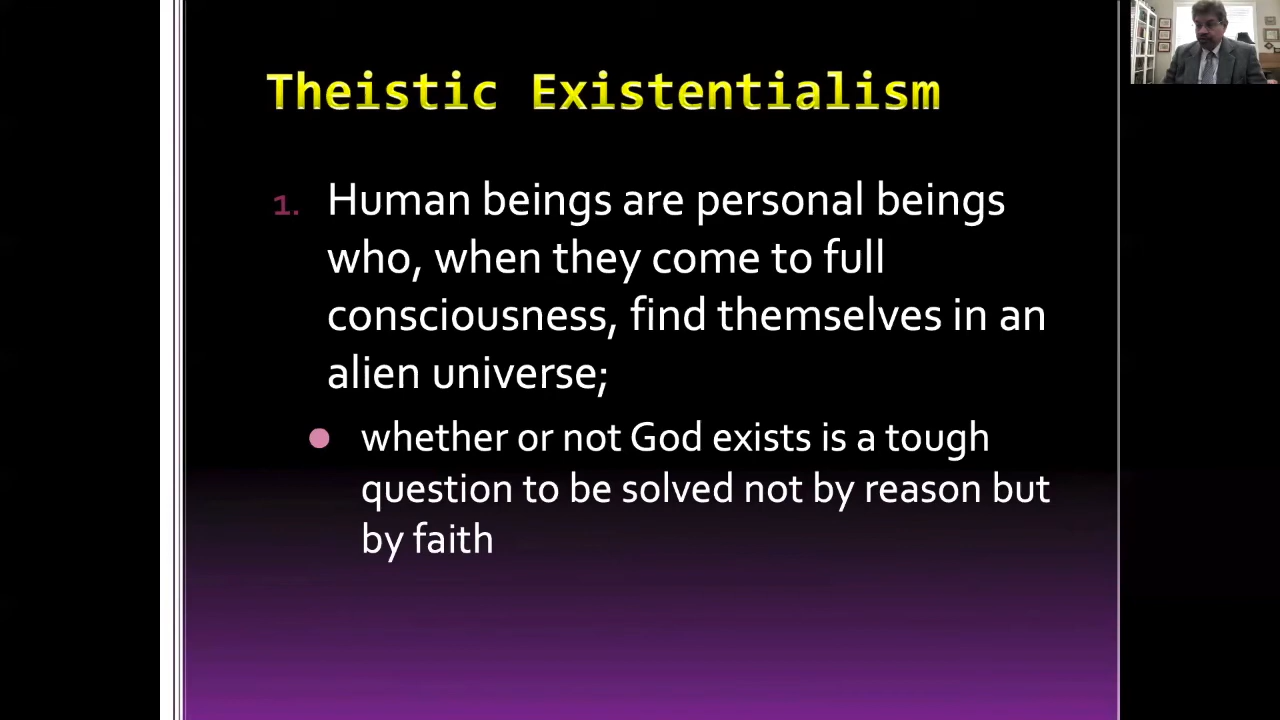 Theistic Existentialism
1. Human beings are personal beings
who, when they come to full
consciousness, find themselves in an
alien universe;
whether or not God exists is a tough
question to be solved not by reason but
by faith